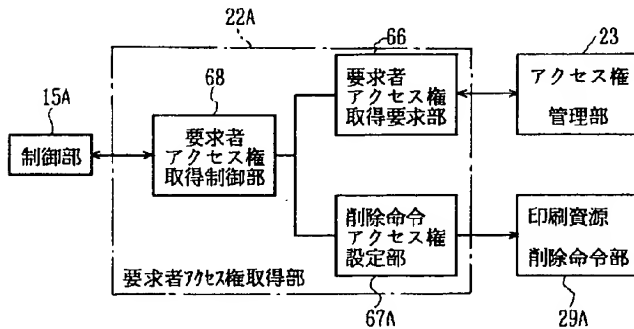 22A
66
23
要求者
アクセス権
取得要求部
アクセス権
管理部
68
15A
制御部
要求者
アクセス権
取得制御部
削除命令
アクセス権
設定部
印刷資源
削除命令部
要求者アクセス権取得部
67A
29A